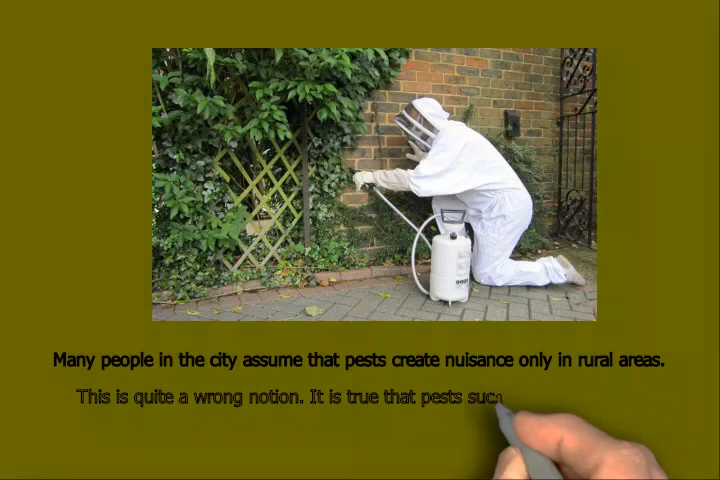 Many people in the city assume that pests create nuisance only in rural areas.
This is quite a wrong notion. It is true that pests suc